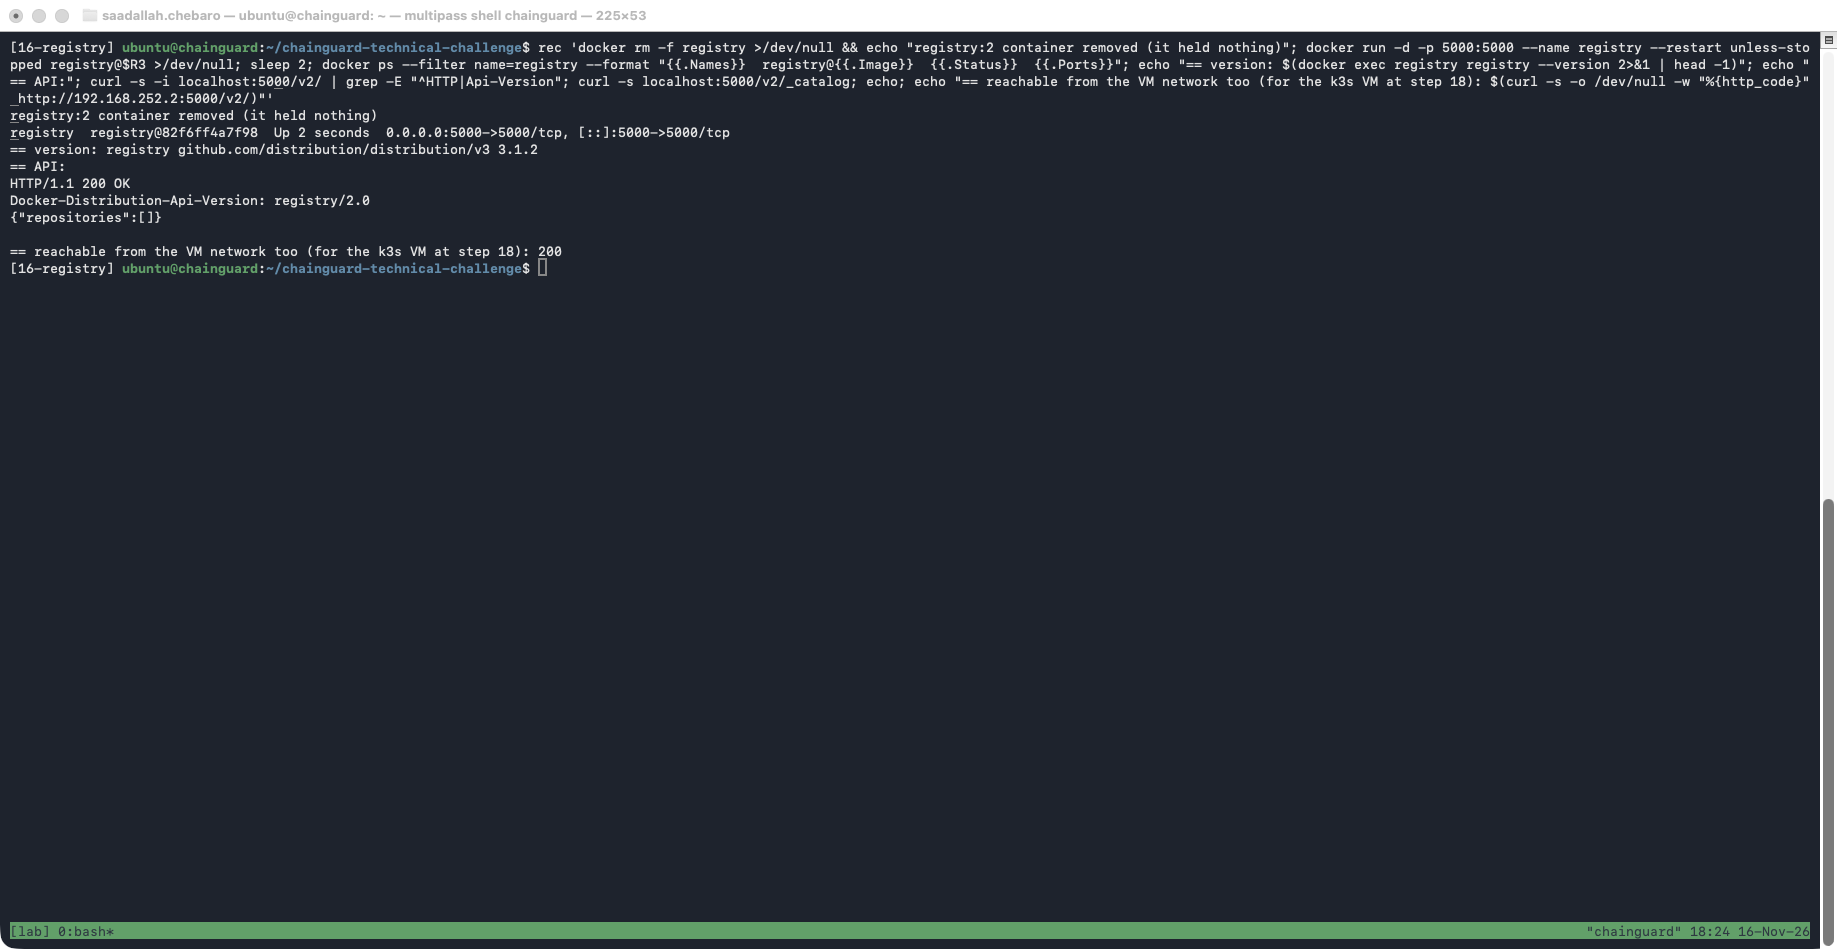 saadallah.chebaro — ubuntu@chainguard: ~ — multipass shell chainguard — 225×53
[16-registry] ubuntu@chainguard:~/chainguard-technical-challenge$ rec 'docker rm -f registry >/dev/null && echo "registry:2 container removed (it held nothing)"; docker run -d -p 5000:5000 --name registry --restart unless-sto
pped registry@$R3 >/dev/null; sleep 2; docker ps --filter name=registry --format "{{.Names}}  registry@{{.Image}}  {{.Status}}  {{.Ports}}"; echo "== version: $(docker exec registry registry --version 2>&1 | head -1)"; echo "
== API:"; curl -s -i localhost:5000/v2/ | grep -E "^HTTP|Api-Version"; curl -s localhost:5000/v2/_catalog; echo; echo "== reachable from the VM network too (for the k3s VM at step 18): $(curl -s -o /dev/null -w "%{http_code}"
_http://192.168.252.2:5000/v2/)"'
registry:2 container removed (it held nothing)
registry  registry@82f6ff4a7f98  Up 2 seconds  0.0.0.0:5000->5000/tcp, [::]:5000->5000/tcp
== version: registry github.com/distribution/distribution/v3 3.1.2
== API:
HTTP/1.1 200 OK
Docker-Distribution-Api-Version: registry/2.0
{"repositories":[]}
== reachable from the VM network too (for the k3s VM at step 18): 200
[16-registry] ubuntu@chainguard:~/chainguard-technical-challenge$
[lab] 0:bash* "chainguard" 18:24 16-Nov-26